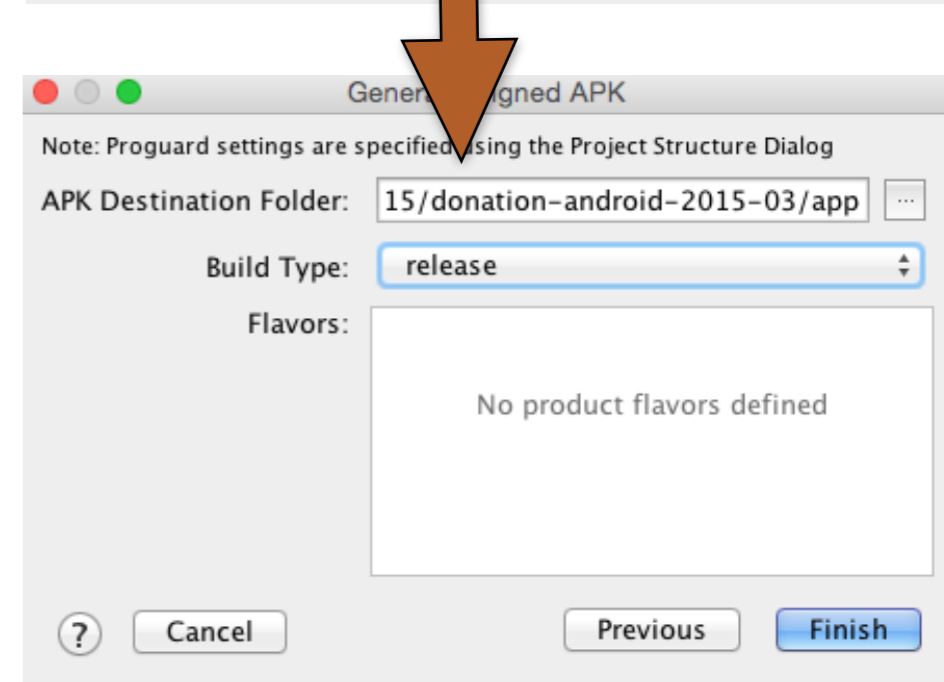 Gener igned APK
Note: Proguard settings are specified using the Project Structure Dialog
APK Destination Folder: 15/donation-android-2015-03/app ...
Build Type: release
Flavors:
No product flavors defined
? Cancel Previous Finish